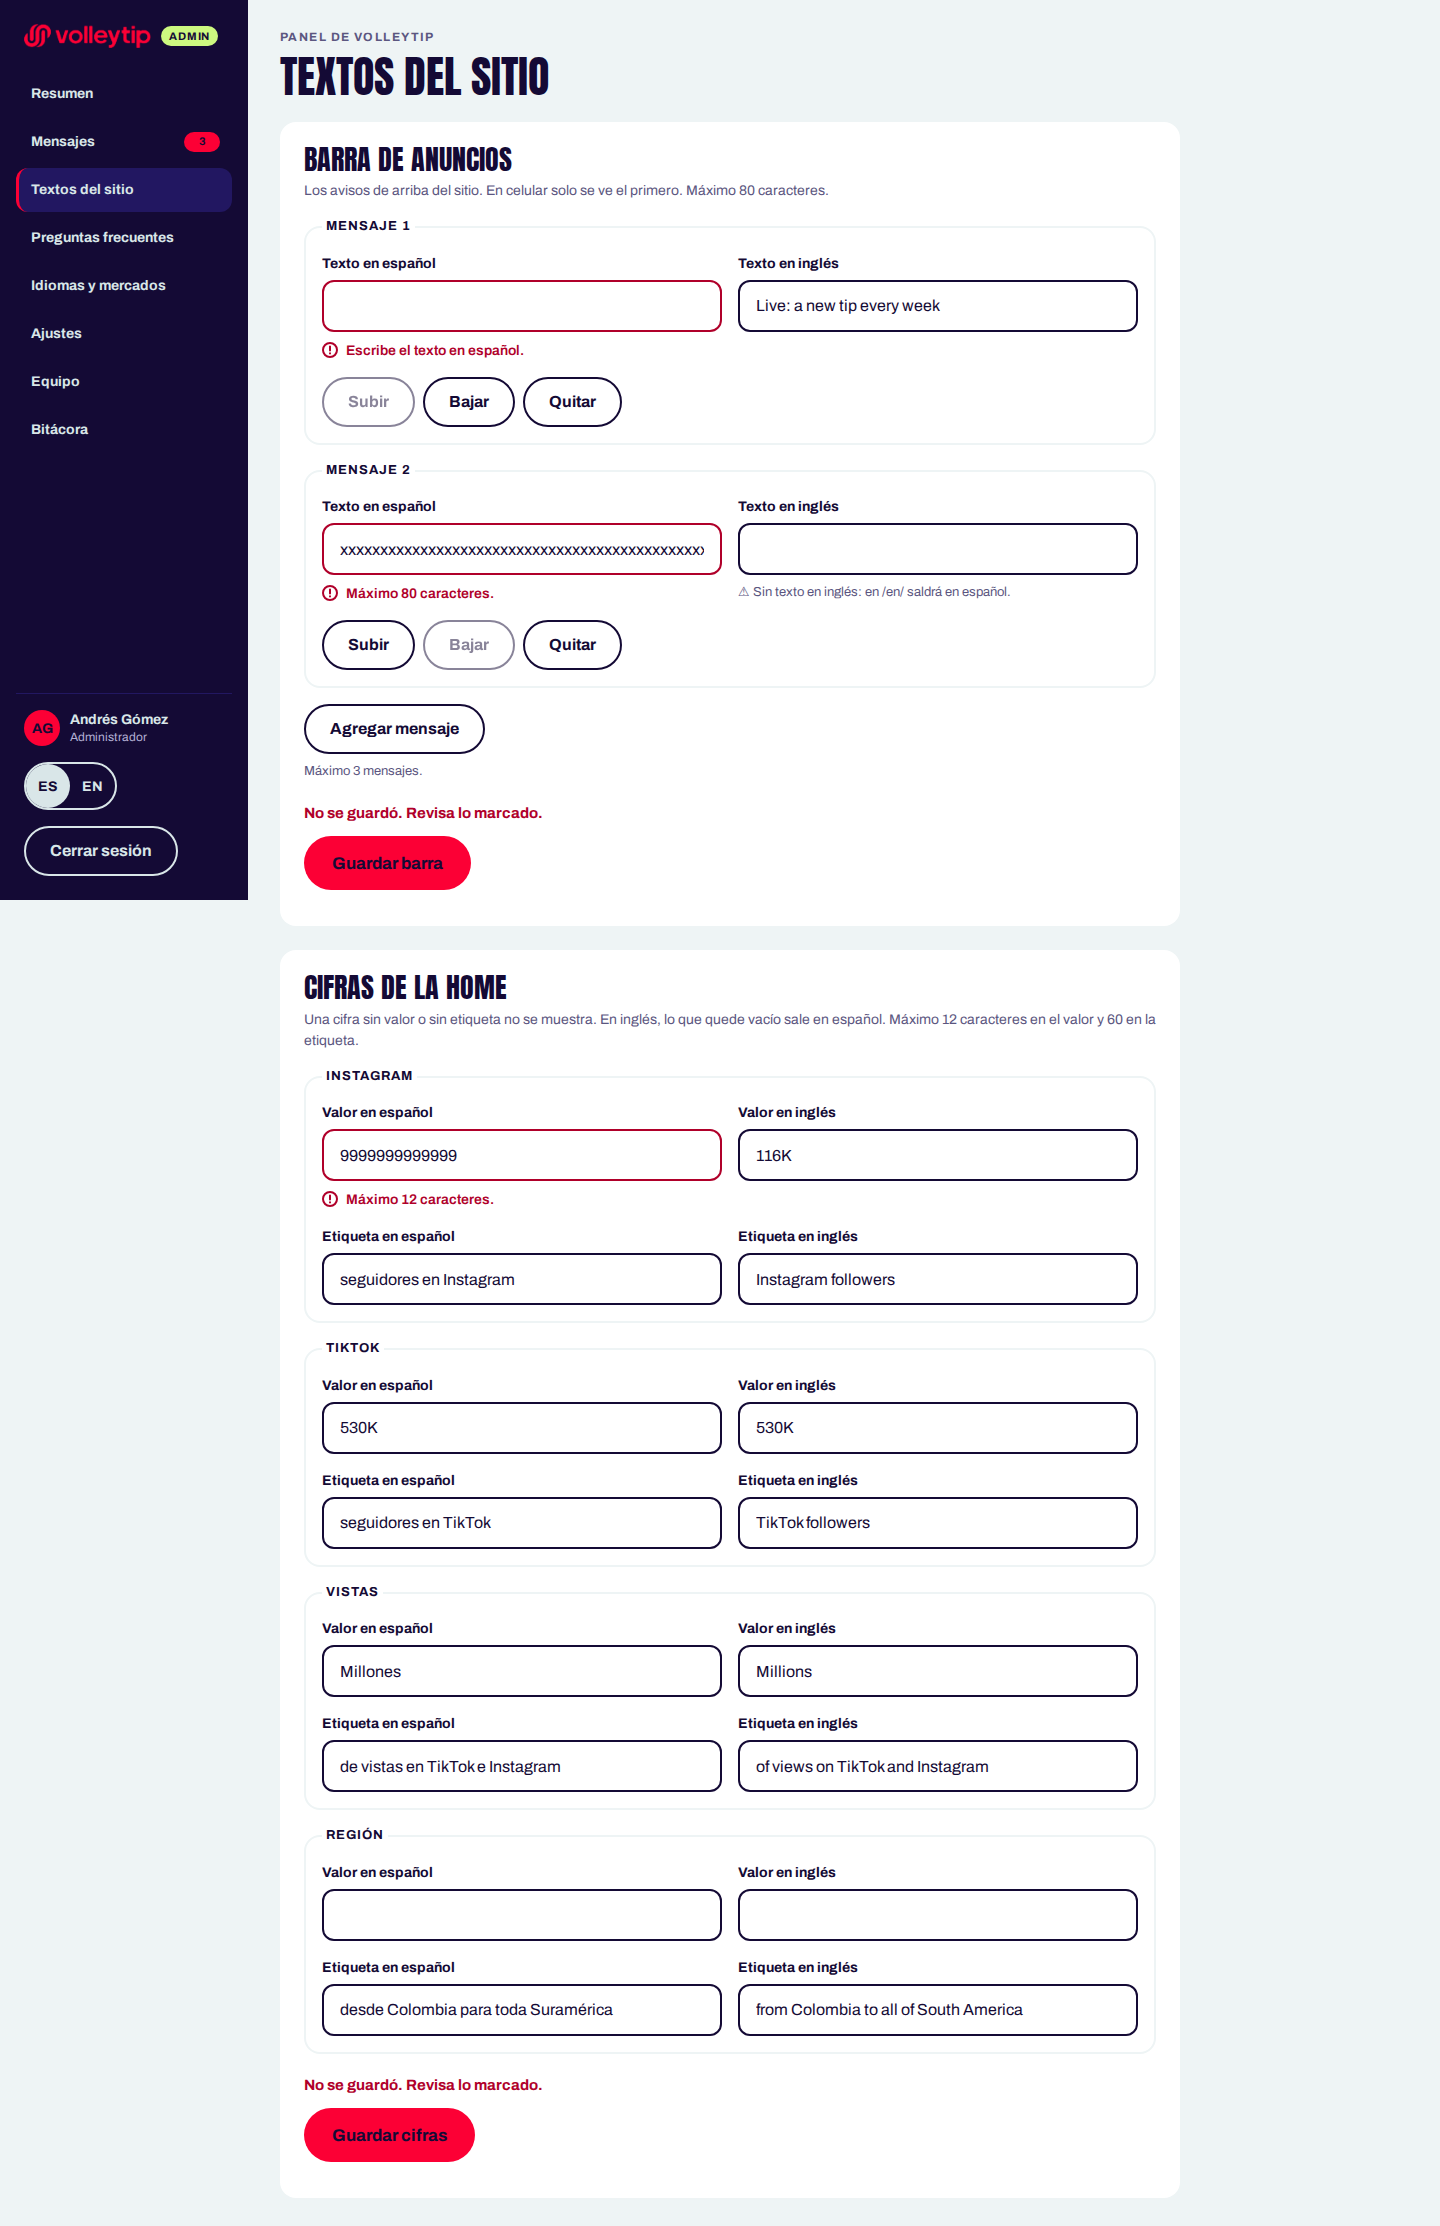 volleytip ADMIN
Resumen
Mensajes 3
Textos del sitio
Preguntas frecuentes
Idiomas y mercados
Ajustes
Equipo
Bitácora
AG Andrés Gómez
Administrador
ES EN
Cerrar sesión
PANEL DE VOLLEYTIP
TEXTOS DEL SITIO
BARRA DE ANUNCIOS
Los avisos de arriba del sitio. En celular solo se ve el primero. Máximo 80 caracteres.
MENSAJE 1
Texto en español Texto en inglés
Live: a new tip every week
Escribe el texto en español.
Subir Bajar Quitar
MENSAJE 2
Texto en español Texto en inglés
Máximo 80 caracteres. ⚠ Sin texto en inglés: en /en/ saldrá en español.
Subir Bajar Quitar
Agregar mensaje
Máximo 3 mensajes.
No se guardó. Revisa lo marcado.
Guardar barra
CIFRAS DE LA HOME
Una cifra sin valor o sin etiqueta no se muestra. En inglés, lo que quede vacío sale en español. Máximo 12 caracteres en el valor y 60 en la
etiqueta.
INSTAGRAM
Valor en español Valor en inglés
9999999999999 116K
Máximo 12 caracteres.
Etiqueta en español Etiqueta en inglés
seguidores en Instagram Instagram followers
TIKTOK
Valor en español Valor en inglés
530K 530K
Etiqueta en español Etiqueta en inglés
seguidores en TikTok TikTok followers
VISTAS
Valor en español Valor en inglés
Millones Millions
Etiqueta en español Etiqueta en inglés
de vistas en TikTok e Instagram of views on TikTok and Instagram
REGIÓN
Valor en español Valor en inglés
Etiqueta en español Etiqueta en inglés
desde Colombia para toda Suramérica from Colombia to all of South America
No se guardó. Revisa lo marcado.
Guardar cifras